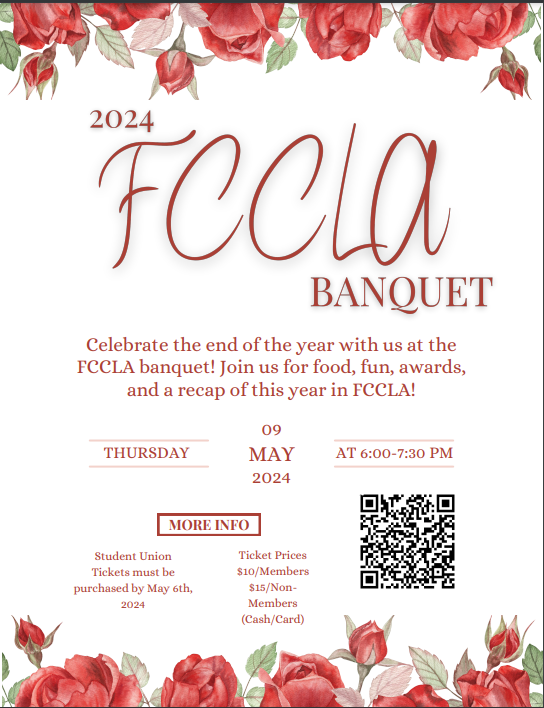 2024
FCCLA
BANQUET
Celebrate the end of the year with us at the
FCCLA banquet! Join us for food, fun, awards,
and a recap of this year in FCCLA!
THURSDAY
09
MAY
2024
AT 6:00-7:30 PM
MORE INFO
Student Union
Tickets must be
purchased by May 6th,
2024
Ticket Prices
$10/Members
$15/Non-
Members
(Cash/Card)